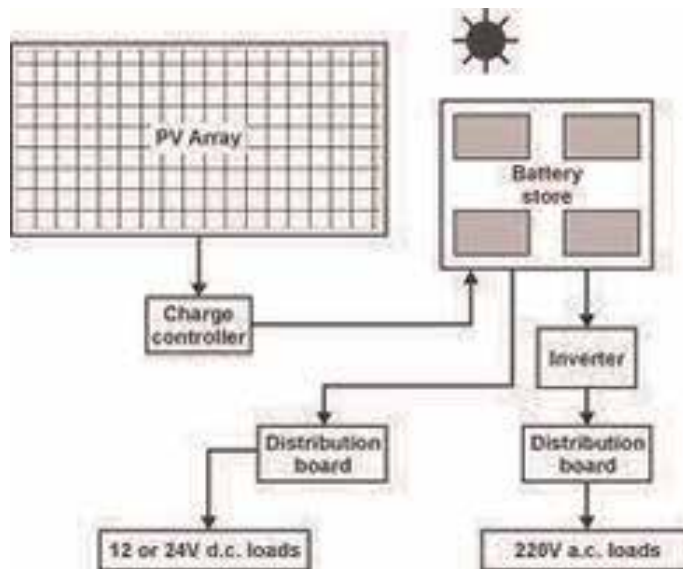 PV Array
Battery
store
Charge
controller
Inverter
Distribution
board
Distribution
board
12 or 24V d.c. loads
220V a.c. loads